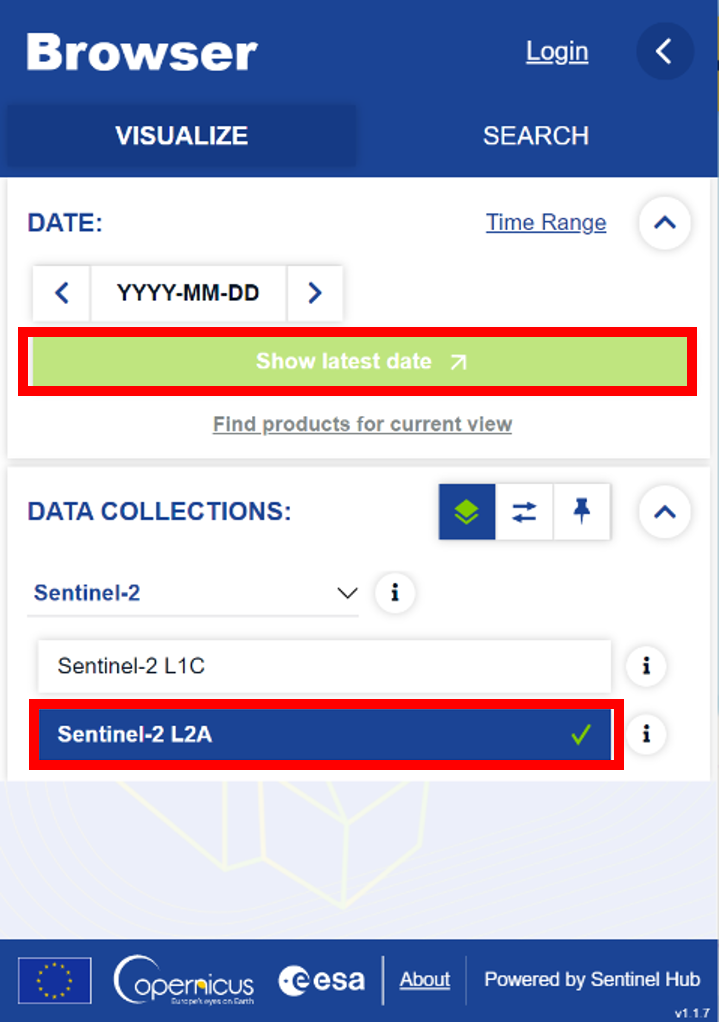 Browser
Login
VISUALIZE
SEARCH
DATE:
Time Range
YYYY-MM-DD
Show latest date
Find products for current view
DATA COLLECTIONS:
Sentinel-2
i
Sentinel-2 L1C
i
Sentinel-2 L2A
i
opernicus
Europe's eyes on Earth
esa
About
Powered by Sentinel Hub
v1.1.7